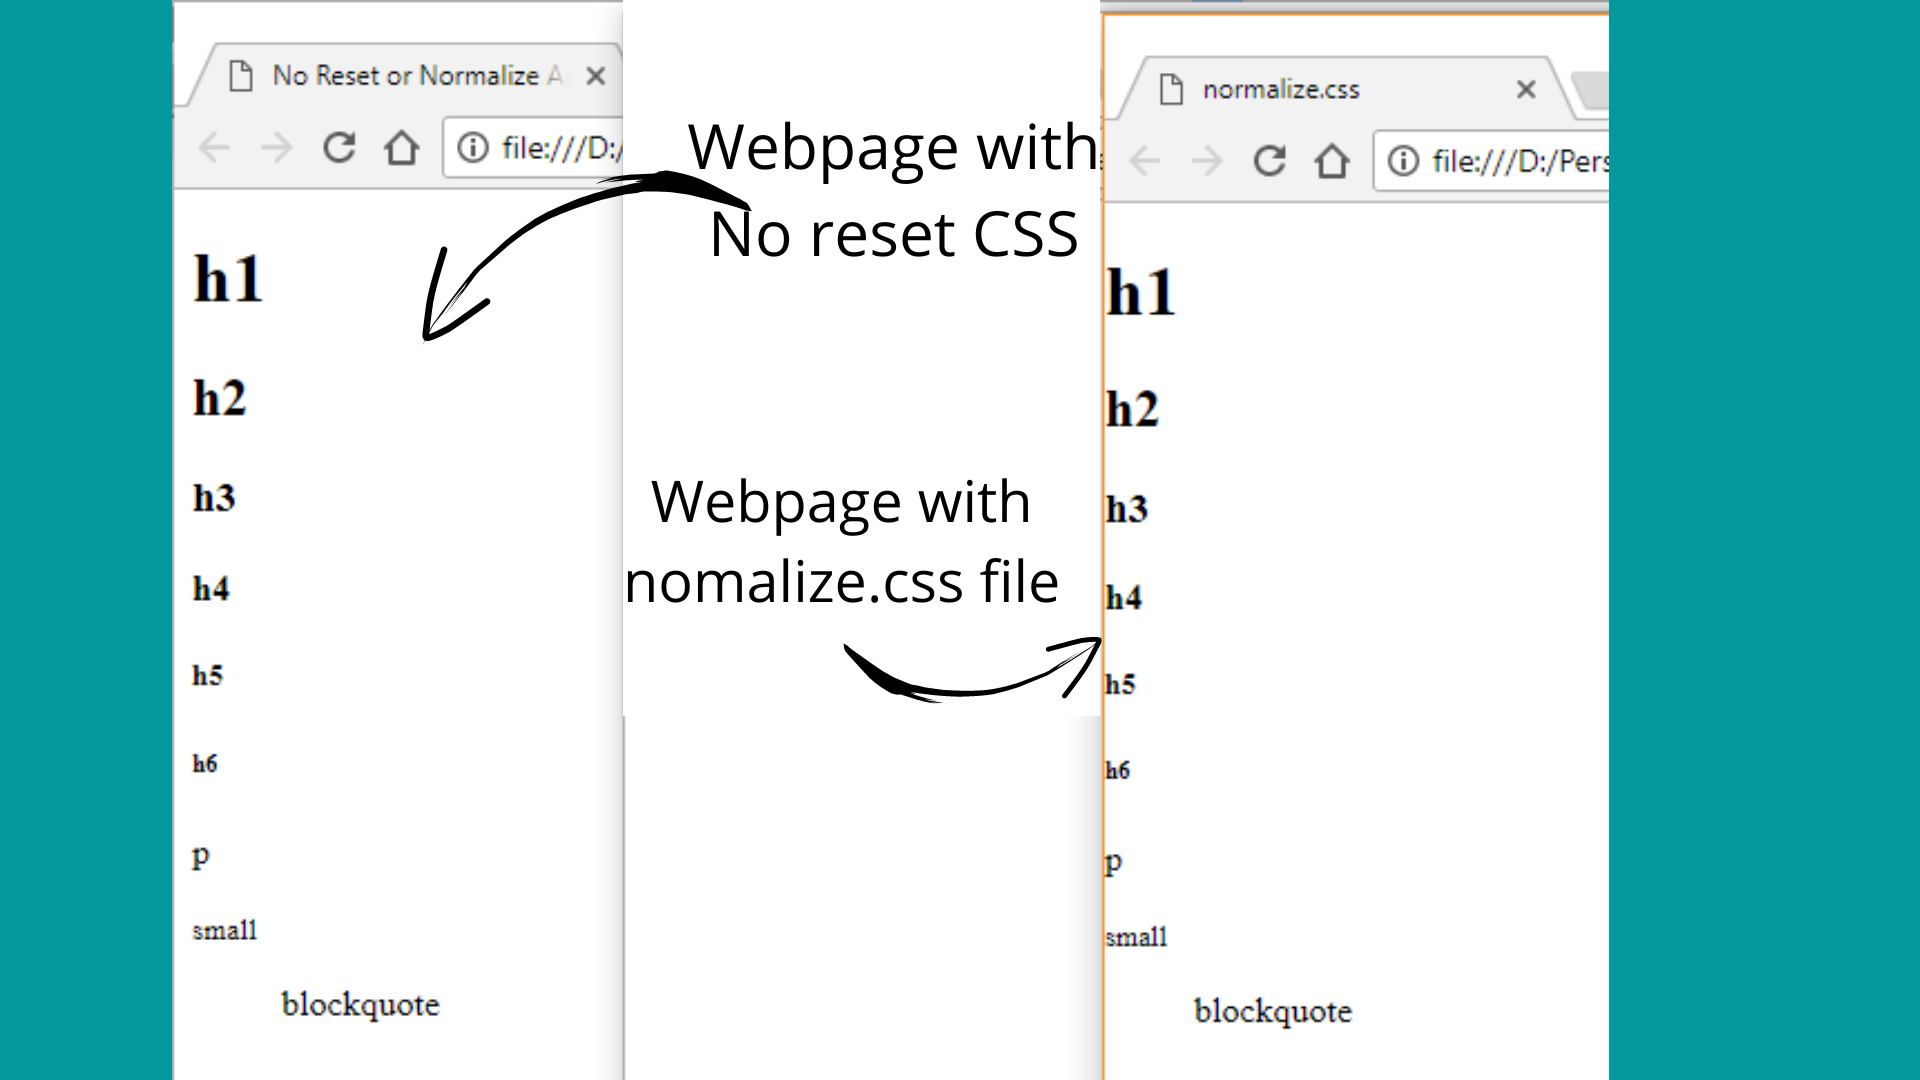 No Reset or Normalize A
file:///D:/
h1
h2
h3
h4
h5
h6
p
small
blockquote
Webpage with
No reset CSS
Webpage with
nomalize.css file
normalize.css
file:///D:/Pers
h1
h2
h3
h4
h5
h6
p
small
blockquote